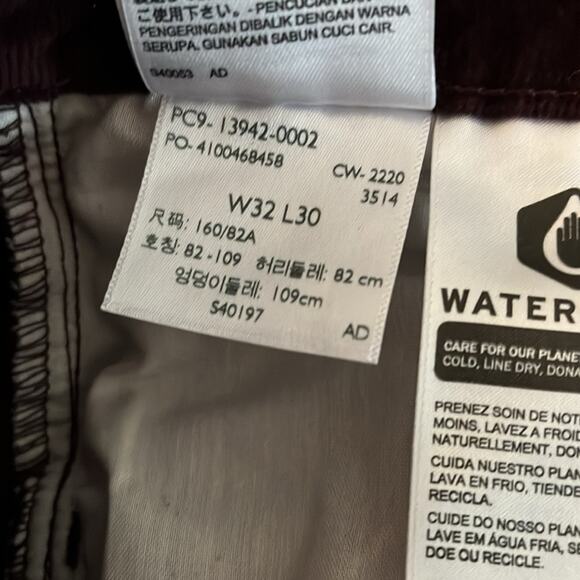 ご使用下さい。-PENCUCIAN DAN
PENGERINGAN DIBALIK DENGAN WARNA
SERUPA. GUNAKAN SABUN CUCI CAIR.
S40053 AD
PC9- 13942-0002
PO- 4100468458
CW- 2220
3514
W32 L30
尺码: 160/82A
호칭: 82 -109 허리둘레: 82 cm
엉덩이둘레: 109cm
S40197
AD
WATER
CARE FOR OUR PLANE
COLD, LINE DRY, DONA
PRENEZ SOIN DE NOT
MOINS, LAVEZ A FROID
NATURELLEMENT, DON
CUIDA NUESTRO PLAN
LAVA EN FRIO, TIENDE
RECICLA.
CUIDE DO NOSSO PLAN
LAVE EM ÁGUA FRIA, SE
DOE OU RECICLE.